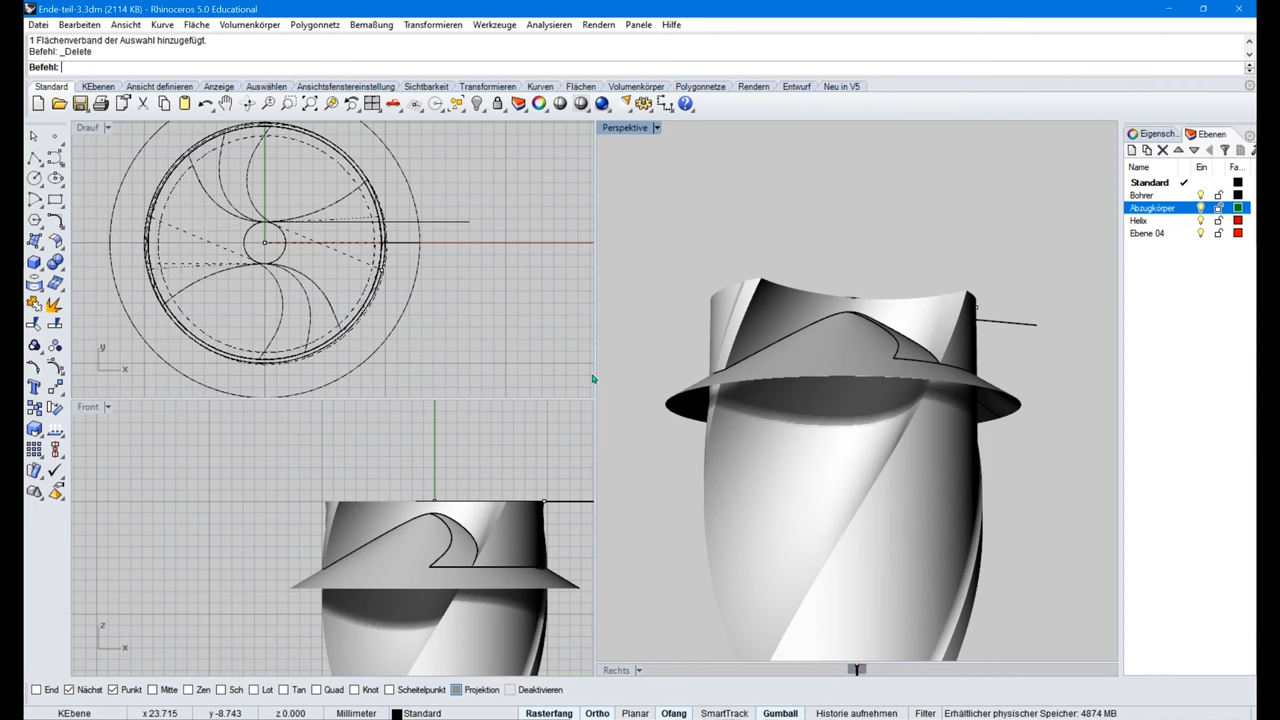 Ende-teil-3.3dm (2114 KB) - Rhinoceros 5.0 Educational
Datei Bearbeiten Ansicht Kurve Fläche Volumenkörper Polygonnetz Bemaßung Transformieren Werkzeuge Analysieren Rendern Panele Hilfe
1 Flächenverband der Auswahl hinzugefügt.
Befehl: _Delete
Befehl:
Standard KEbenen Ansicht definieren Anzeige Auswählen Ansichtsfenstereinstellung Sichtbarkeit Transformieren Kurven Flächen Volumenkörper Polygonnetze Rendern Entwurf Neu in V5
Drauf
Perspektive
Eigensch... Ebenen
Name Ein Fa...
Standard
Bohrer
Abzugkörper
Helix
Ebene 04
y
x
Front
z
x
Rechts
End Nächst Punkt Mitte Zen Sch Lot Tan Quad Knot Scheitelpunkt Projektion Deaktivieren
KEbene x 23.715 y -8.743 z 0.000 Millimeter Standard Rasterfang Ortho Planar Ofang SmartTrack Gumball Historie aufnehmen Filter Erhältlicher physischer Speicher: 4874 MB